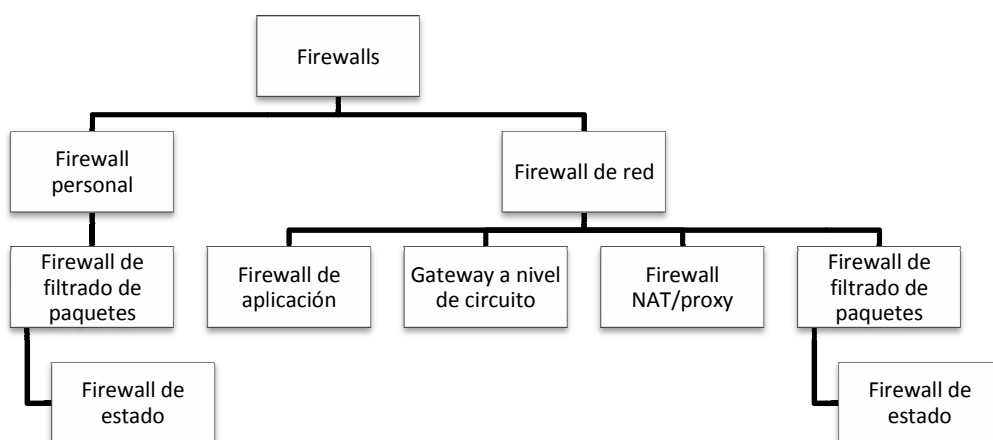 Firewalls
Firewall
personal
Firewall de red
Firewall de
filtrado de
paquetes
Firewall de
aplicación
Gateway a nivel
de circuito
Firewall
NAT/proxy
Firewall de
filtrado de
paquetes
Firewall de
estado
Firewall de
estado